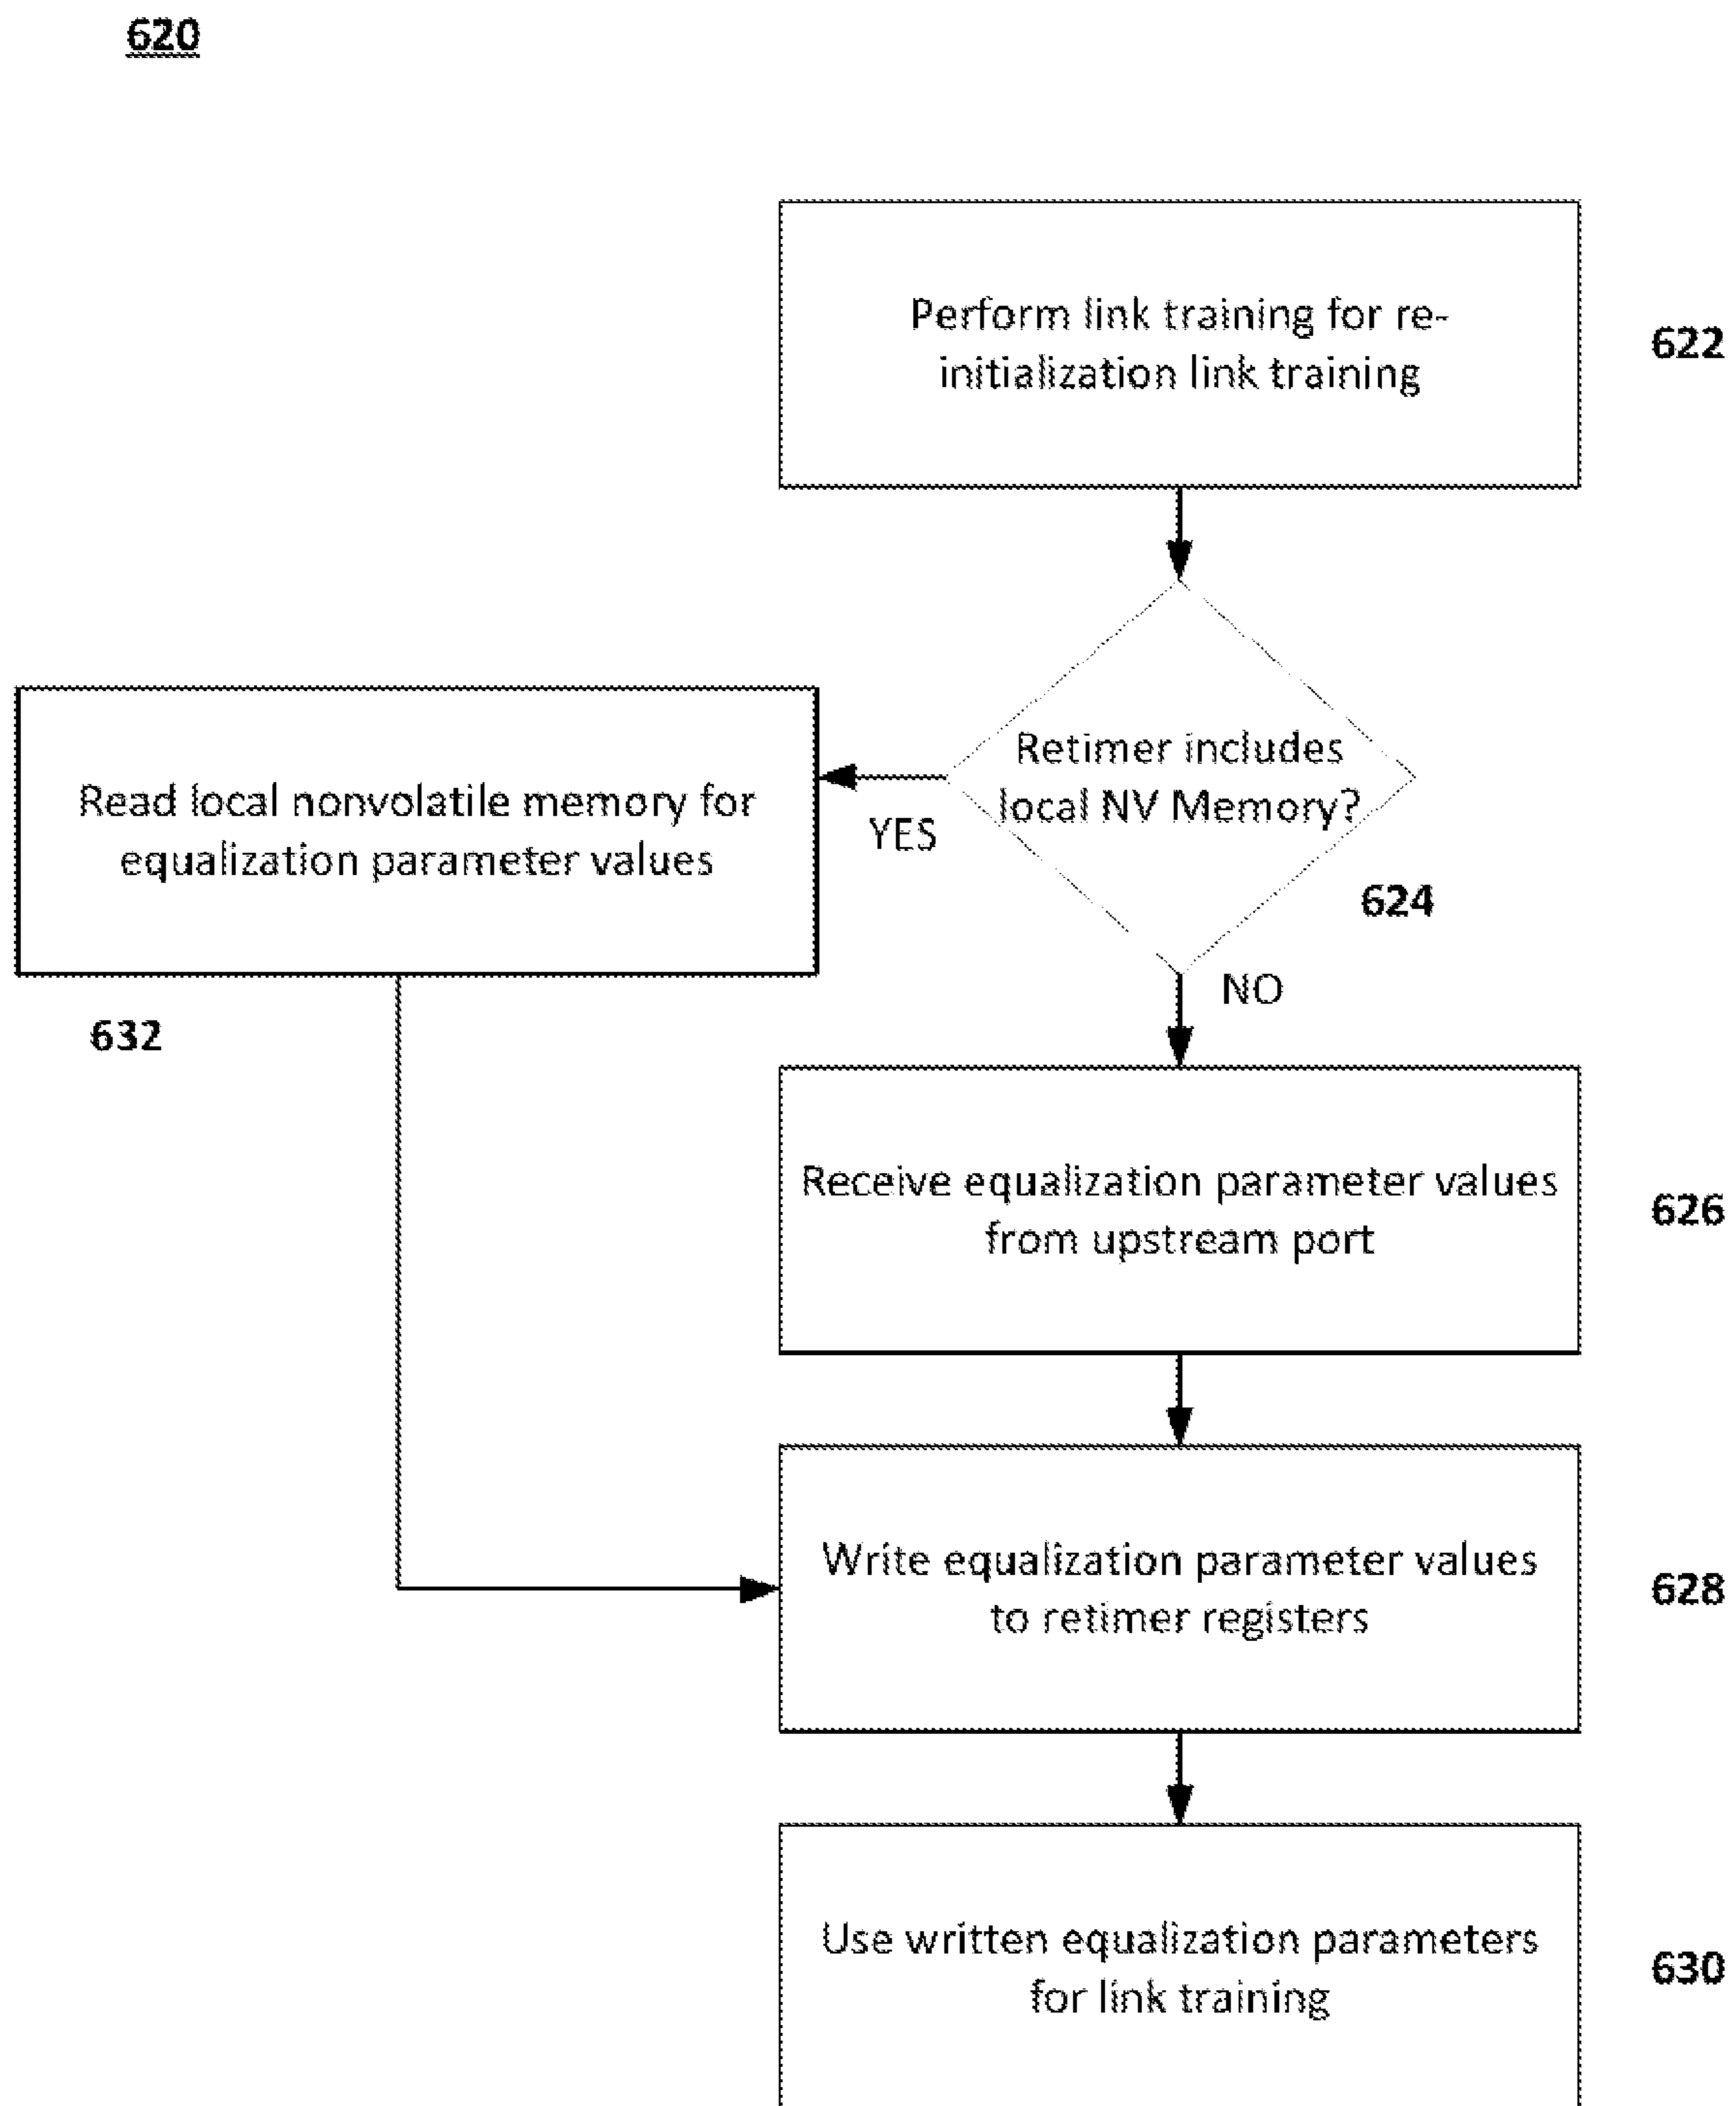 620
Perform link training for re-
initialization link training
622
Retimer includes
local NV Memory?
624
YES
NO
Read local nonvolatile memory for
equalization parameter values
632
Receive equalization parameter values
from upstream port
626
Write equalization parameter values
to retimer registers
628
Use written equalization parameters
for link training
630